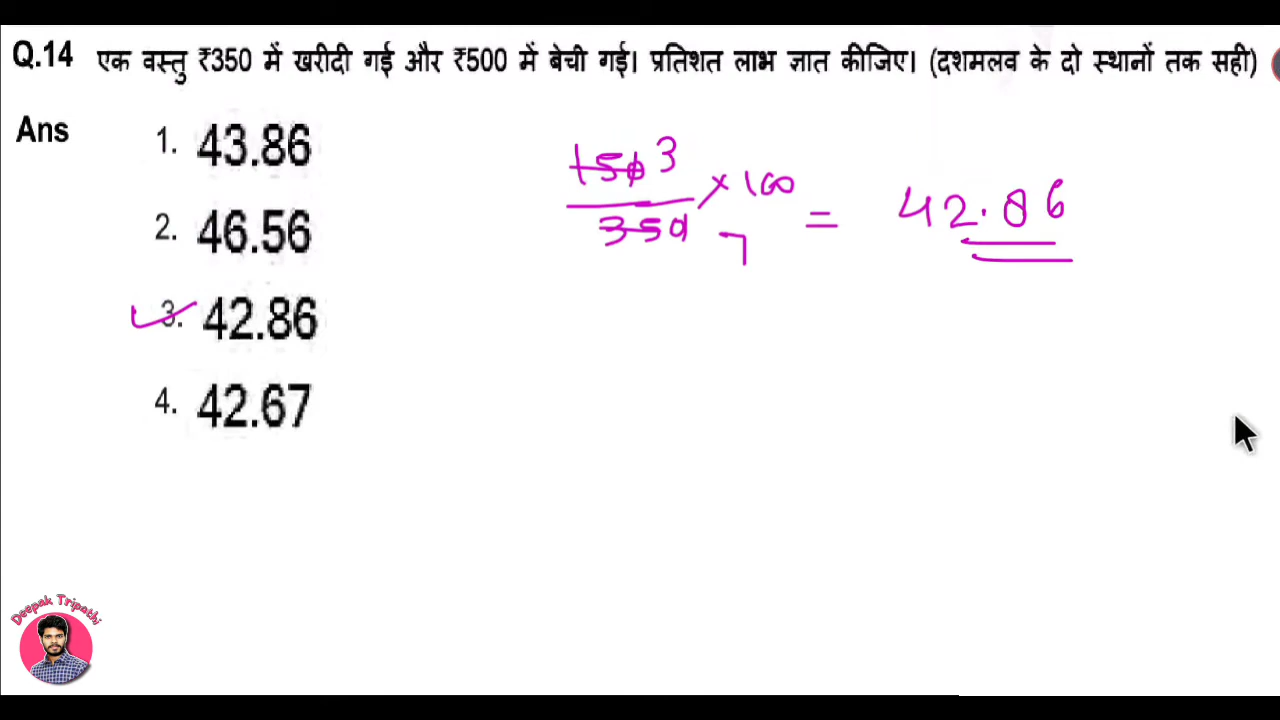 Q.14 एक वस्तु ₹350 में खरीदी गई और ₹500 में बेची गई। प्रतिशत लाभ ज्ञात कीजिए। (दशमलव के दो स्थानों तक सही)
Ans 1. 43.86
2. 46.56
3. 42.86
4. 42.67
150 3
× 100
350 7
= 42.86
Deepak Tripathi